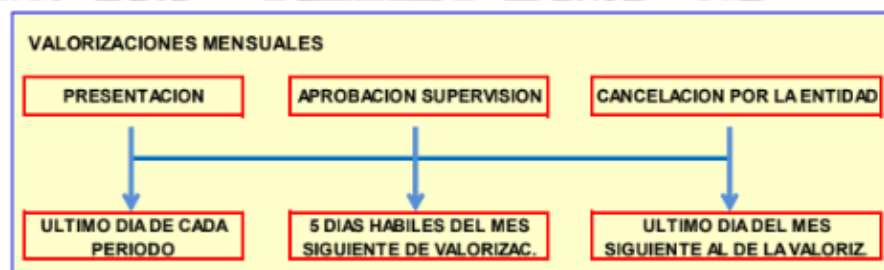 VALORIZACIONES MENSUALES
PRESENTACION
APROBACION SUPERVISION
CANCELACION POR LA ENTIDAD
ULTIMO DIA DE CADA
PERIODO
5 DIAS HABILES DEL MES
SIGUIENTE DE VALORIZAC.
ULTIMO DIA DEL MES
SIGUIENTE AL DE LA VALORIZ.